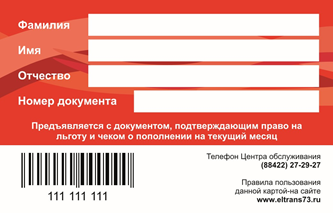 Фамилия
Имя
Отчество
Номер документа
Предъявляется с документом, подтверждающим право на
льготу и чеком о пополнении на текущий месяц
Телефон Центра обслуживания
(88422) 27-29-27
Правила пользования
данной картой-на сайте
www.eltrans73.ru
111 111 111